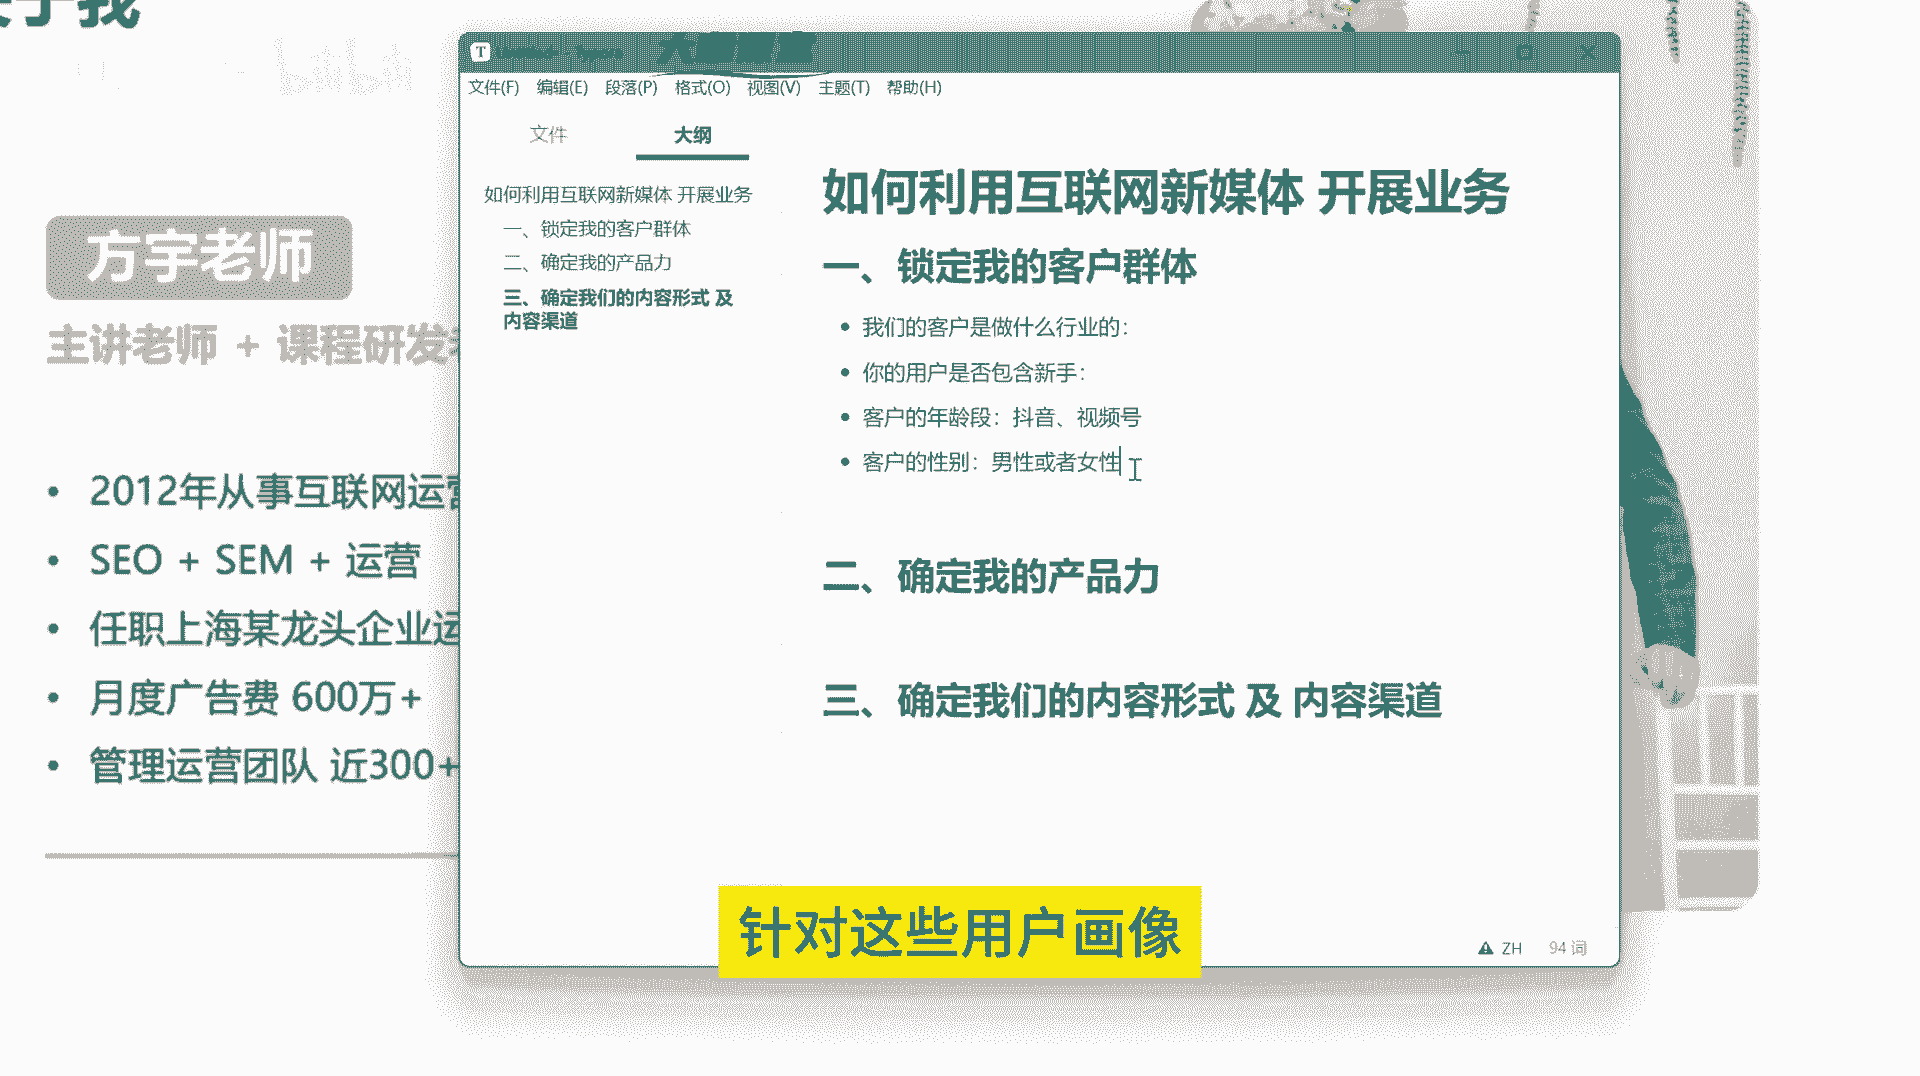 关于我
bilibili
方宇老师
主讲老师 + 课程研发
2012年从事互联网运营
SEO + SEM + 运营
任职上海某龙头企业运
月度广告费 600万+
管理运营团队 近300+
T
文件(F) 编辑(E) 段落(P) 格式(O) 视图(V) 主题(T) 帮助(H)
文件 大纲
如何利用互联网新媒体 开展业务
一、锁定我的客户群体
二、确定我的产品力
三、确定我们的内容形式 及
内容渠道
如何利用互联网新媒体 开展业务
一、锁定我的客户群体
我们的客户是做什么行业的：
你的用户是否包含新手：
客户的年龄段：抖音、视频号
客户的性别：男性或者女性
二、确定我的产品力
三、确定我们的内容形式 及 内容渠道
ZH 94 词
针对这些用户画像